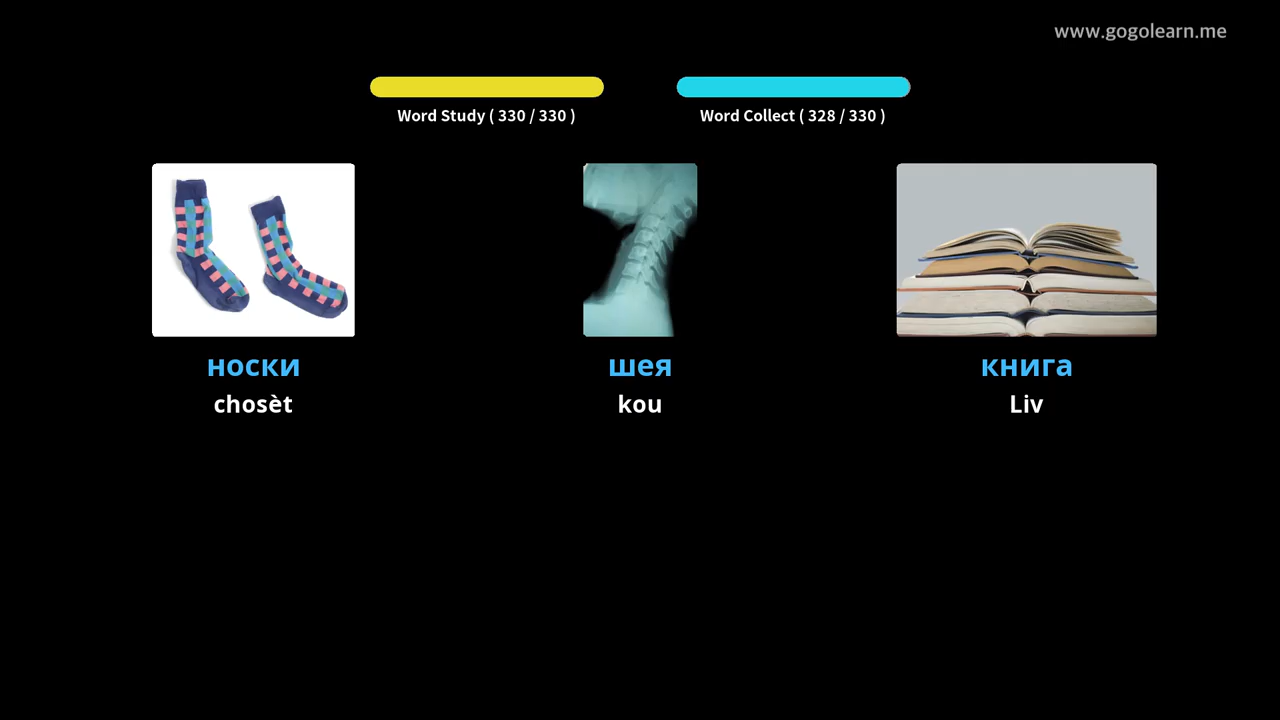 www.gogolearn.me
Word Study ( 330 / 330 )
Word Collect ( 328 / 330 )
носки
шея
книга
chosèt
kou
Liv